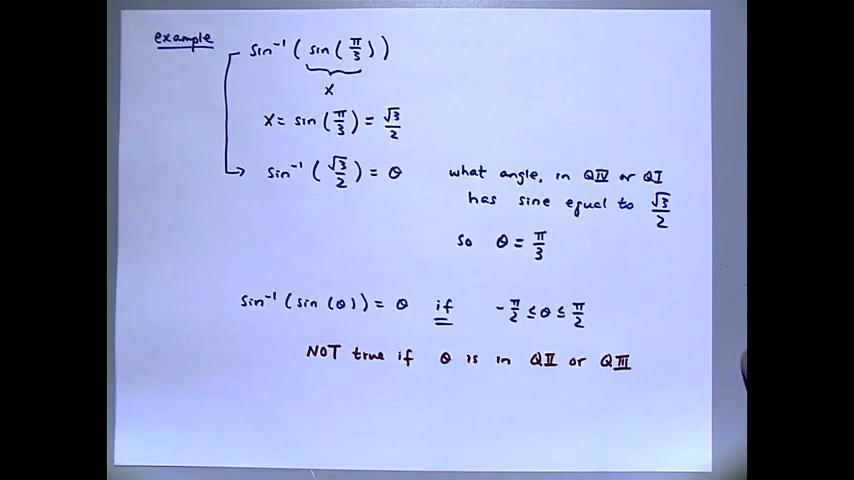 example sin⁻¹ ( sin ( π/3 ) )
x
x = sin ( π/3 ) = √3/2
sin⁻¹ ( √3/2 ) = θ
what angle, in QIV or QI
has sine equal to √3/2
so θ = π/3
sin⁻¹ ( sin (θ) ) = θ if -π/2 ≤ θ ≤ π/2
NOT true if θ is in QII or QIII